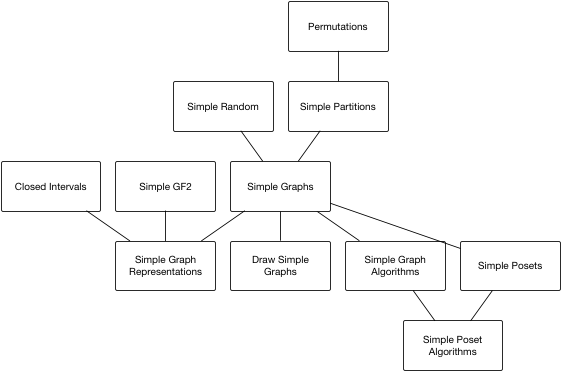 Permutations
Simple Random
Simple Partitions
Closed Intervals
Simple GF2
Simple Graphs
Simple Graph
Representations
Draw Simple
Graphs
Simple Graph
Algorithms
Simple Posets
Simple Poset
Algorithms